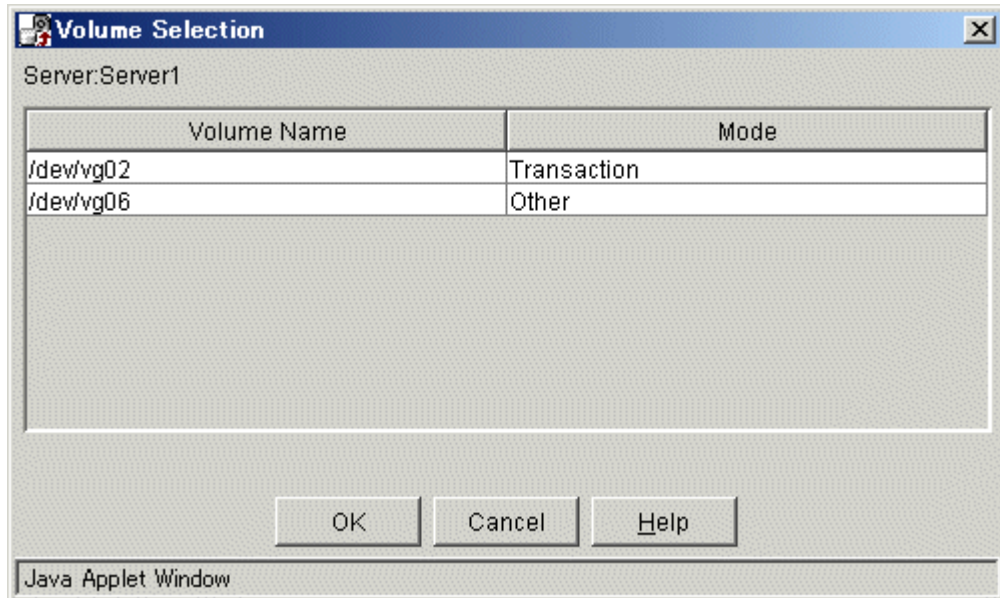 Volume Selection
Server:Server1
Volume Name Mode
/dev/vg02 Transaction
/dev/vg06 Other
OK Cancel Help
Java Applet Window